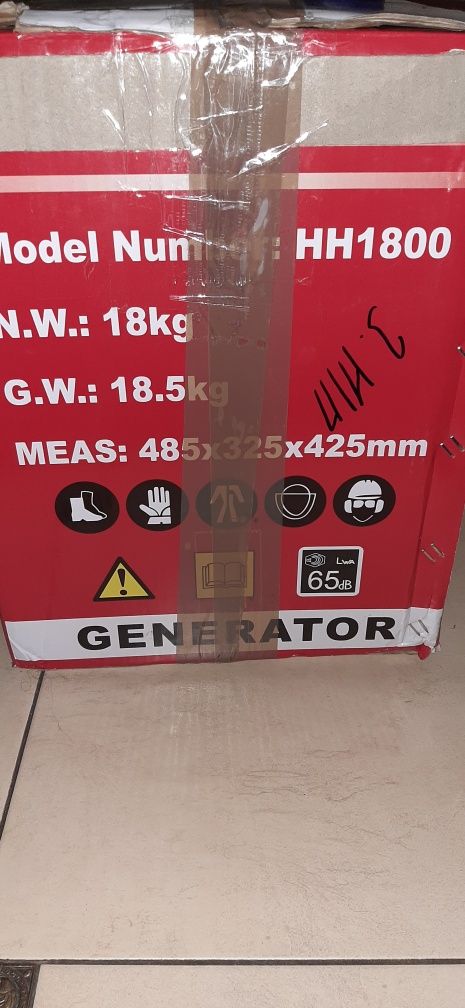 Model Number: HH1800
N.W.: 18kg
G.W.: 18.5kg
MEAS: 485x325x425mm
LWA
65dB
GENERATOR